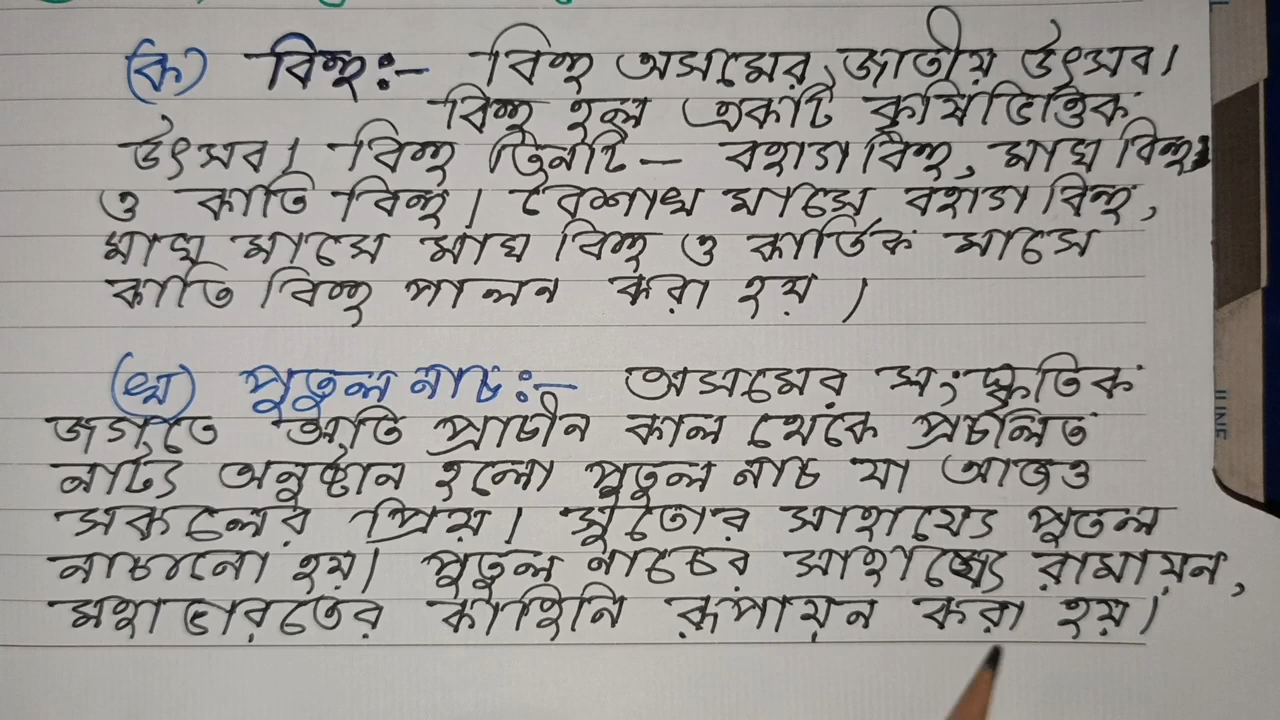 (ক) বিহু:- বিহু অসমের জাতীয় উৎসব।
বিহু হল একটি কৃষিভিত্তিক
উৎসব। বিহু তিনটি - বহাগ বিহু, মাঘ বিহু
ও কাতি বিহু। বৈশাখ মাসে বহাগ বিহু,
মাঘ মাসে মাঘ বিহু ও কার্তিক মাসে
কাতি বিহু পালন করা হয়।
(খ) পুতুল নাচ:- অসমের সংস্কৃতিক
জগতে অতি প্রাচীন কাল থেকে প্রচলিত
নাট্য অনুষ্ঠান হলো পুতুল নাচ যা আজও
সকলের প্রিয়। সুতোর সাহায্যে পুতুল
নাচানো হয়। পুতুল নাচের সাহায্যে রামায়ন,
মহাভারতের কাহিনি রূপায়ন করা হয়।